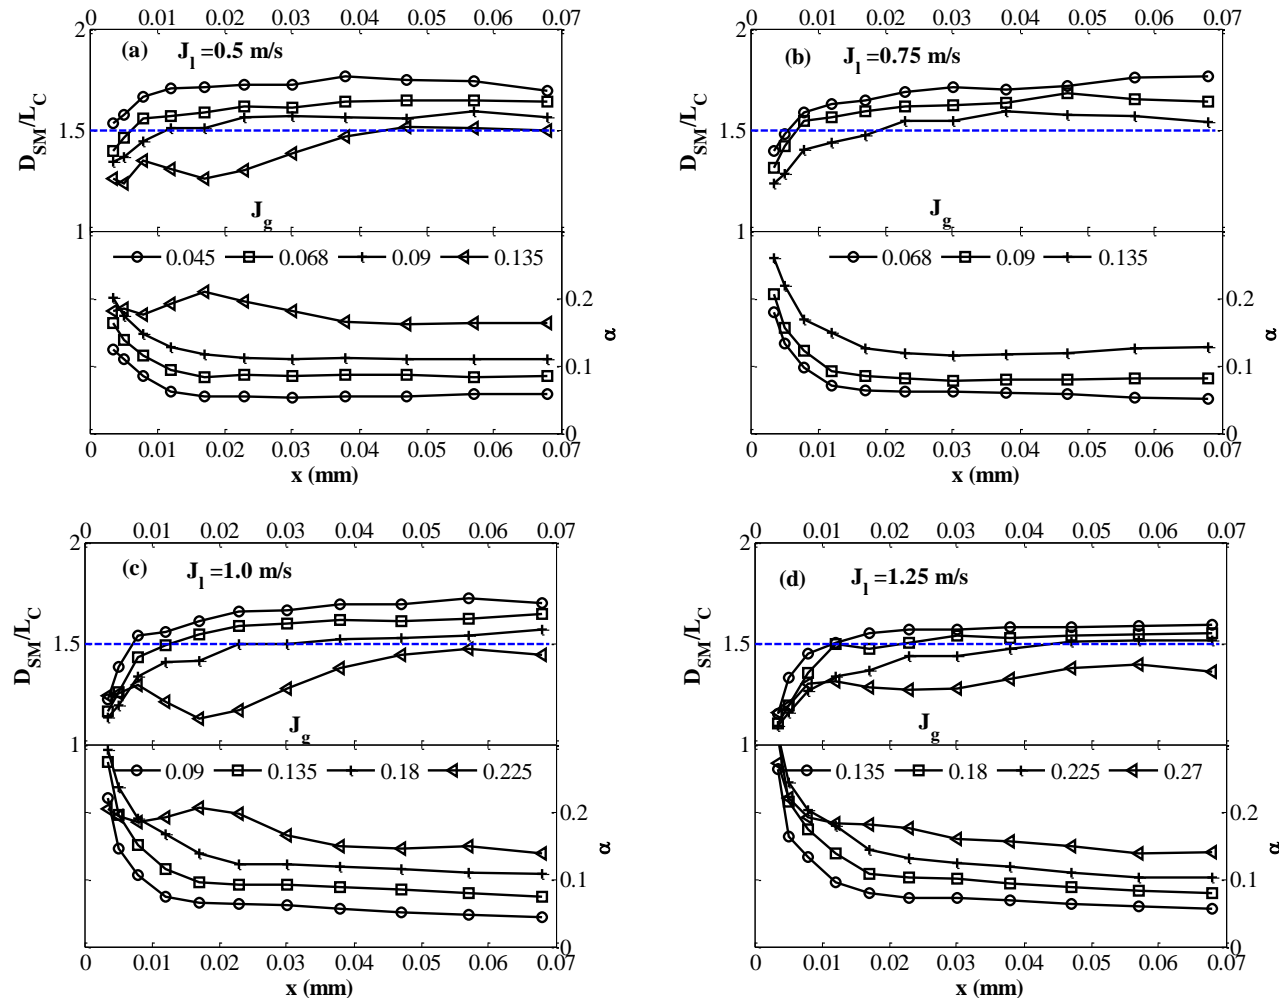 0 0.01 0.02 0.03 0.04 0.05 0.06 0.07
2
(a) J_l =0.5 m/s
1.5
D_SM/L_C
J_g
1
0.045 0.068 0.09 0.135
0.2
α
0.1
0
0 0.01 0.02 0.03 0.04 0.05 0.06 0.07
x (mm)
0 0.01 0.02 0.03 0.04 0.05 0.06 0.07
2
(b) J_l =0.75 m/s
1.5
D_SM/L_C
J_g
1
0.068 0.09 0.135
0.2
α
0.1
0
0 0.01 0.02 0.03 0.04 0.05 0.06 0.07
x (mm)
0 0.01 0.02 0.03 0.04 0.05 0.06 0.07
2
(c) J_l =1.0 m/s
1.5
D_SM/L_C
J_g
1
0.09 0.135 0.18 0.225
0.2
α
0.1
0
0 0.01 0.02 0.03 0.04 0.05 0.06 0.07
x (mm)
0 0.01 0.02 0.03 0.04 0.05 0.06 0.07
2
(d) J_l =1.25 m/s
1.5
D_SM/L_C
J_g
1
0.135 0.18 0.225 0.27
0.2
α
0.1
0
0 0.01 0.02 0.03 0.04 0.05 0.06 0.07
x (mm)